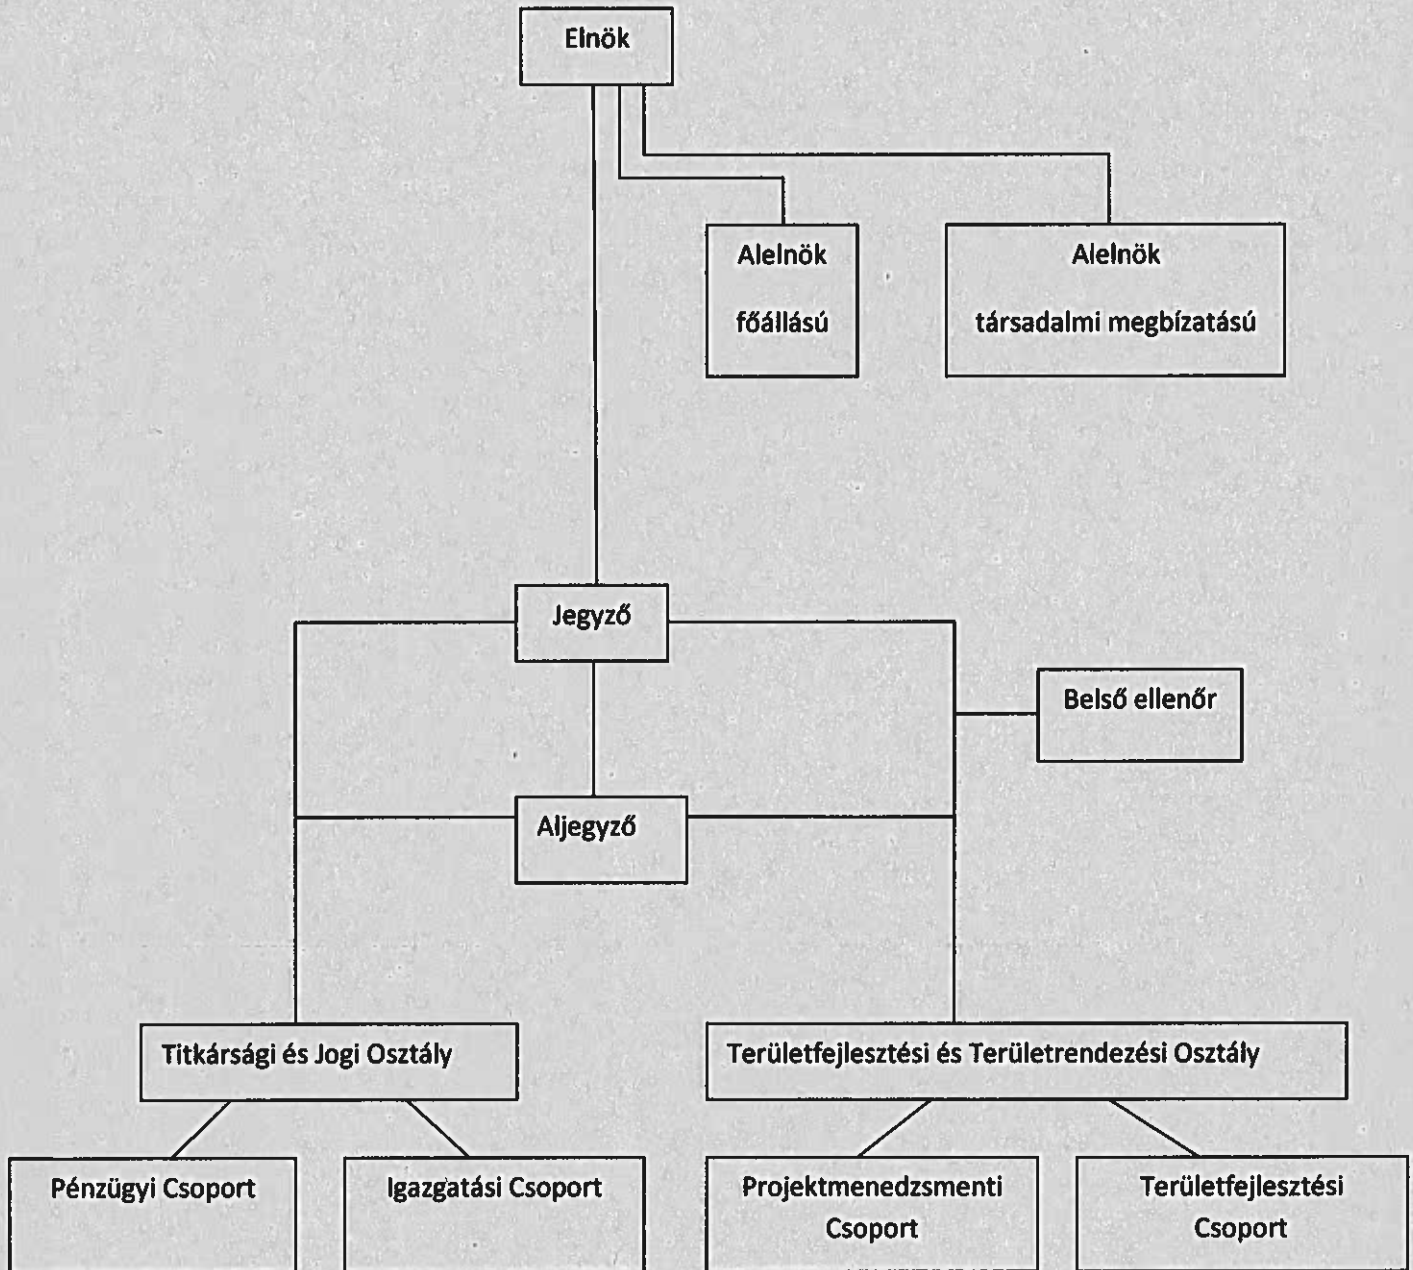 Elnök
Alelnök
főállású
Alelnök
társadalmi megbízatású
Jegyző
Belső ellenőr
Aljegyző
Titkársági és Jogi Osztály
Területfejlesztési és Területrendezési Osztály
Pénzügyi Csoport
Igazgatási Csoport
Projektmenedzsmenti
Csoport
Területfejlesztési
Csoport